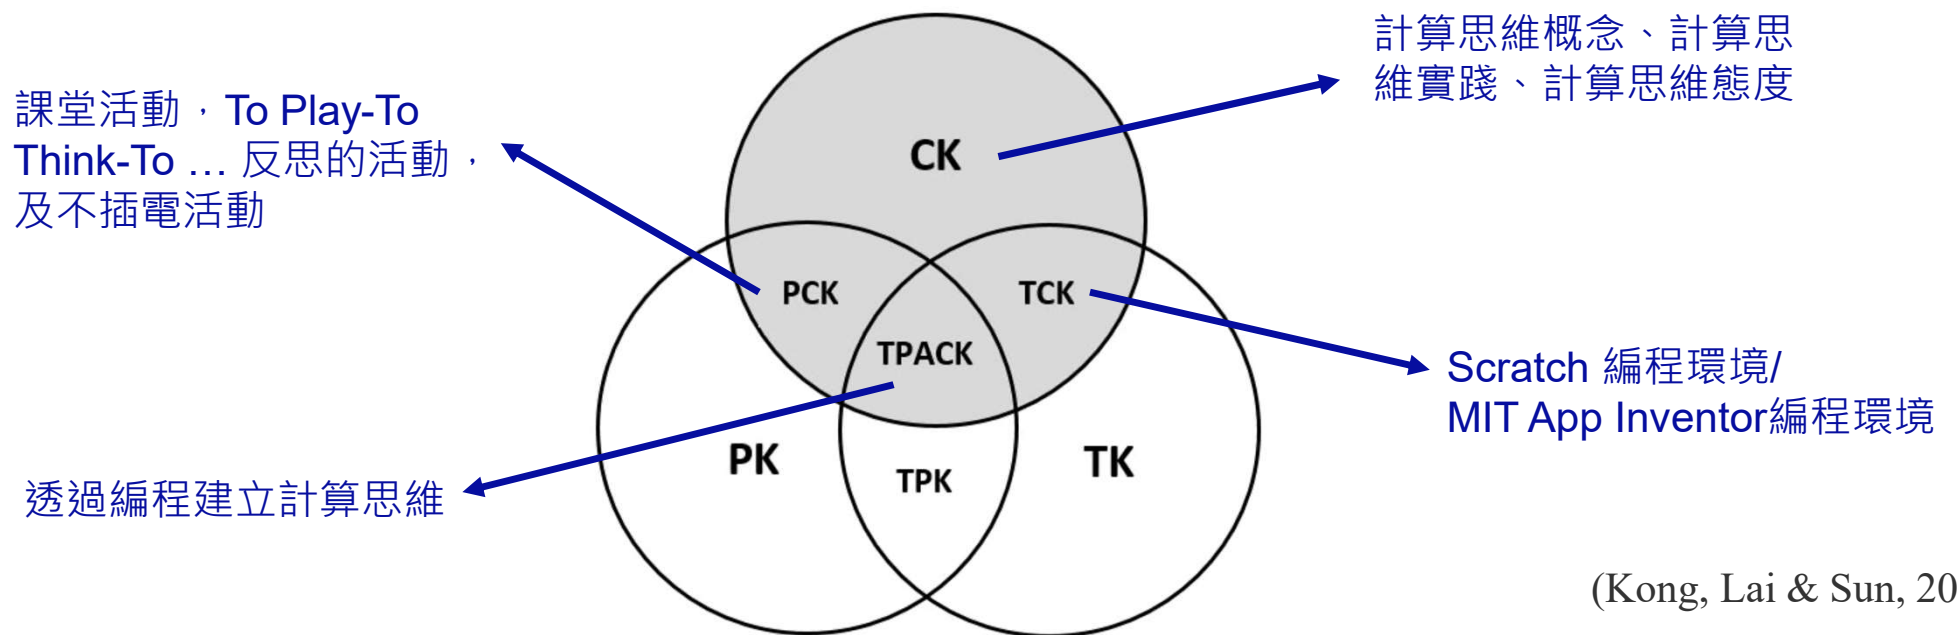 計算思維概念、計算思
維實踐、計算思維態度
課堂活動，To Play-To
Think-To … 反思的活動，
及不插電活動
CK
PCK
TCK
TPACK
Scratch 編程環境/
MIT App Inventor編程環境
PK
TK
TPK
透過編程建立計算思維
(Kong, Lai & Sun, 20